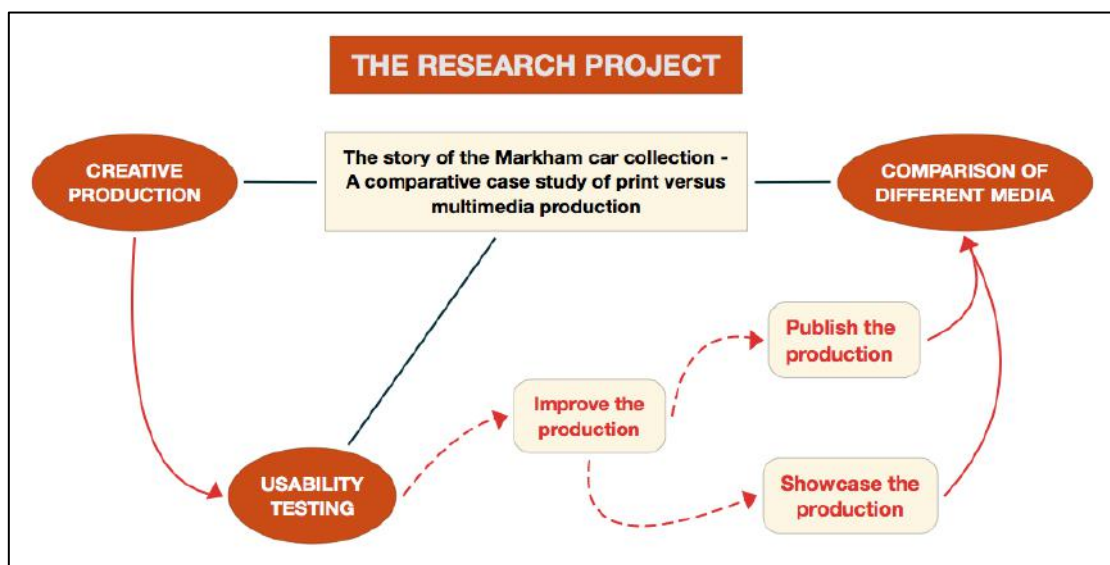 THE RESEARCH PROJECT
CREATIVE
PRODUCTION
The story of the Markham car collection -
A comparative case study of print versus
multimedia production
COMPARISON OF
DIFFERENT MEDIA
Publish the
production
Improve the
production
USABILITY
TESTING
Showcase the
production